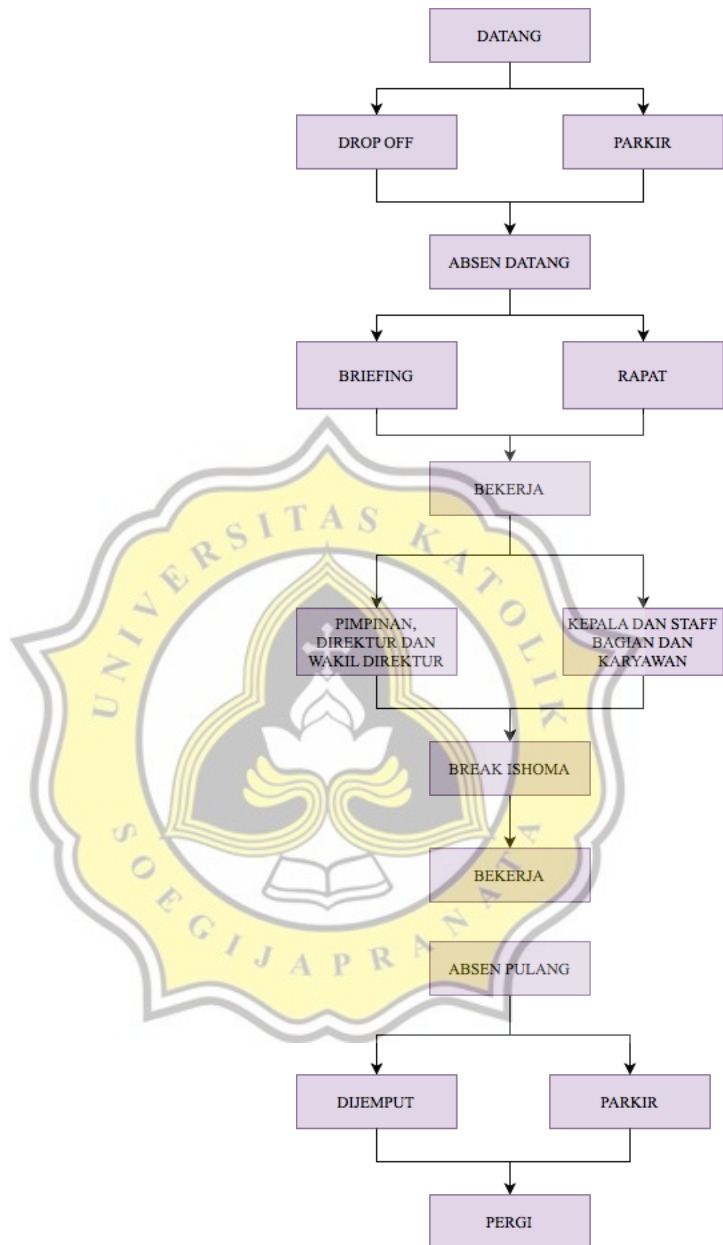 DATANG
DROP OFF
PARKIR
ABSEN DATANG
BRIEFING
RAPAT
BEKERJA
PIMPINAN,
DIREKTUR DAN
WAKIL DIREKTUR
KEPALA DAN STAFF
BAGIAN DAN
KARYAWAN
BREAK ISHOMA
BEKERJA
ABSEN PULANG
DIJEMPUT
PARKIR
PERGI
UNIVERSITAS KATOLIK
SOEGIJAPRANATA